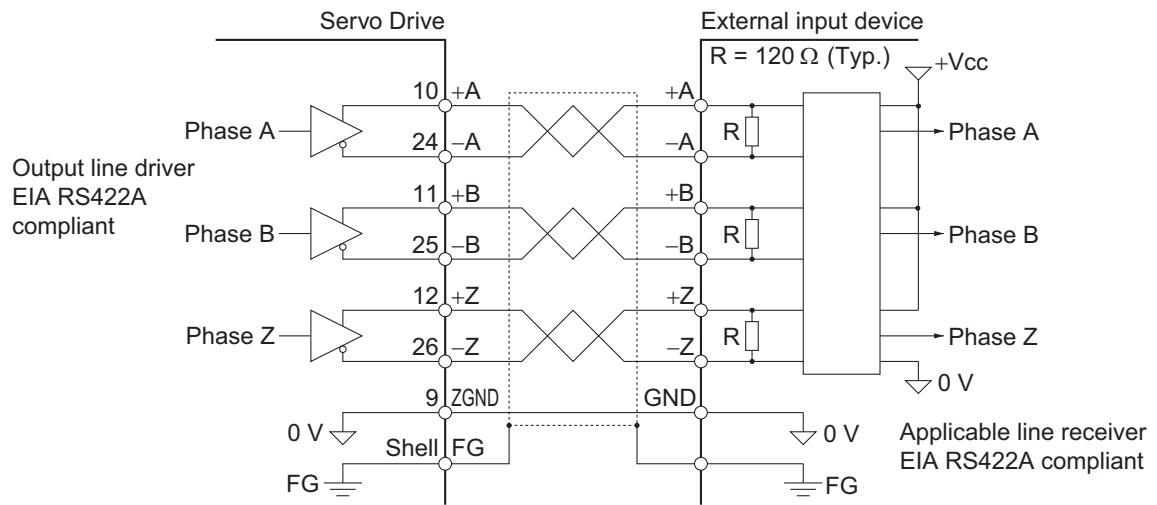 Servo Drive
External input device
R = 120 Ω (Typ.)
+Vcc
10 +A
+A
Phase A
R
Phase A
24 −A
−A
Output line driver
EIA RS422A
compliant
11 +B
+B
Phase B
R
Phase B
25 −B
−B
12 +Z
+Z
Phase Z
R
Phase Z
26 −Z
−Z
0 V
9 ZGND
GND
0 V
0 V
Applicable line receiver
EIA RS422A compliant
Shell FG
FG
FG